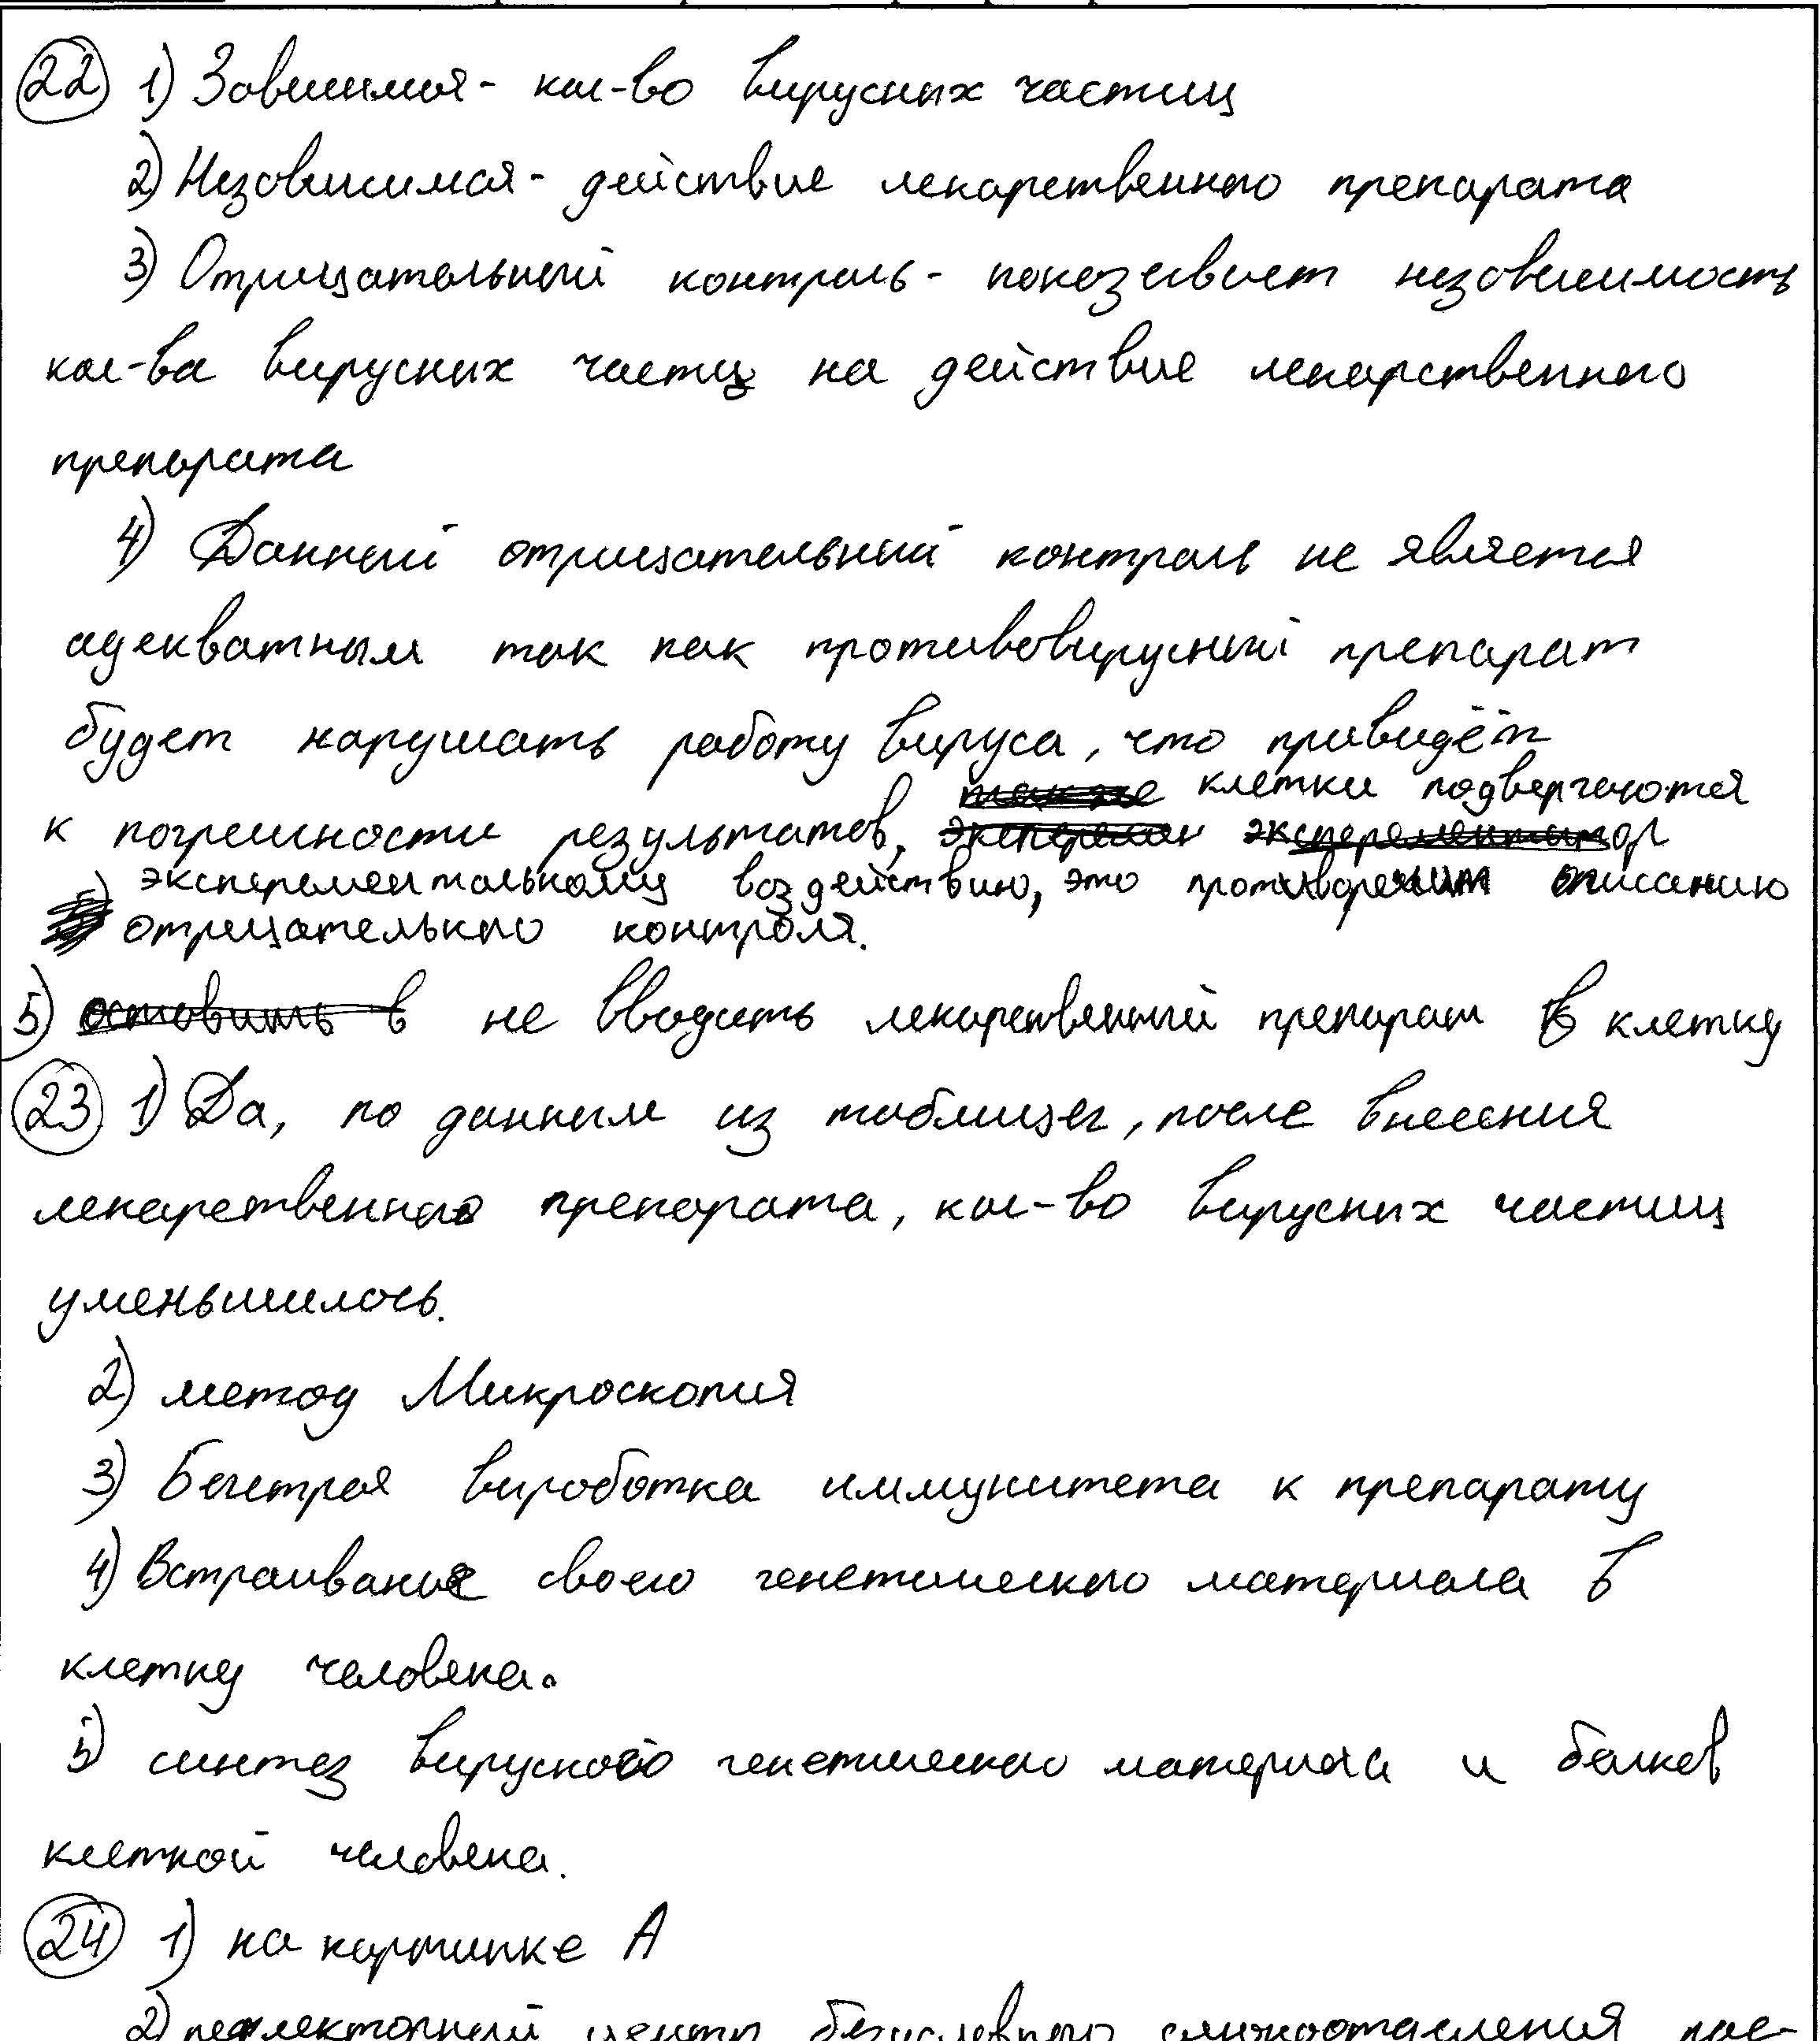 22 1) Зависимая - кол-во вирусных частиц
2) Независимая - действие лекарственного препарата
3) Отрицательный контроль - показывает независимость
кол-ва вирусных частиц на действие лекарственного
препарата
4) Данный отрицательный контроль не является
адекватным так как противовирусный препарат
будет нарушать работу вируса, что приведёт
клетки подвергаются
к погрешности результатов,
эксперементальному воздействию, это противоречит описанию
отрицательного контроля.
5) оставить в не вводить лекарственный препарат в клетку
23 1) Да, по данным из таблицы, после внесения
лекарственного препарата, кол-во вирусных частиц
уменьшилось.
2) метод Микроскопия
3) Быстрая выработка иммунитета к препарату
4) Встраивание своего генетического материала в
клетку человека.
5) синтез вирусного генетического материала и белков
клеткой человека.
24 1) на картинке А
2) центр безусловного слюноотделения